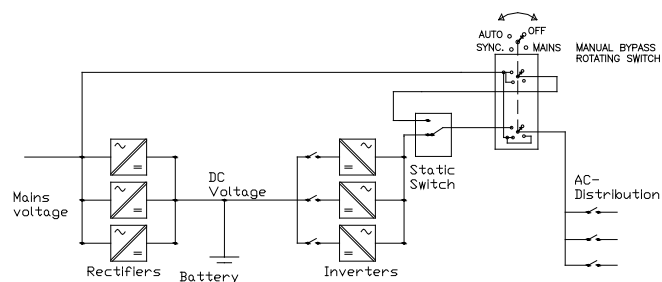 AUTO
OFF
SYNC.
MAINS
MANUAL BYPASS
ROTATING SWITCH
DC
Voltage
Static
Switch
AC-
Distribution
Mains
voltage
Rectifiers
Battery
Inverters